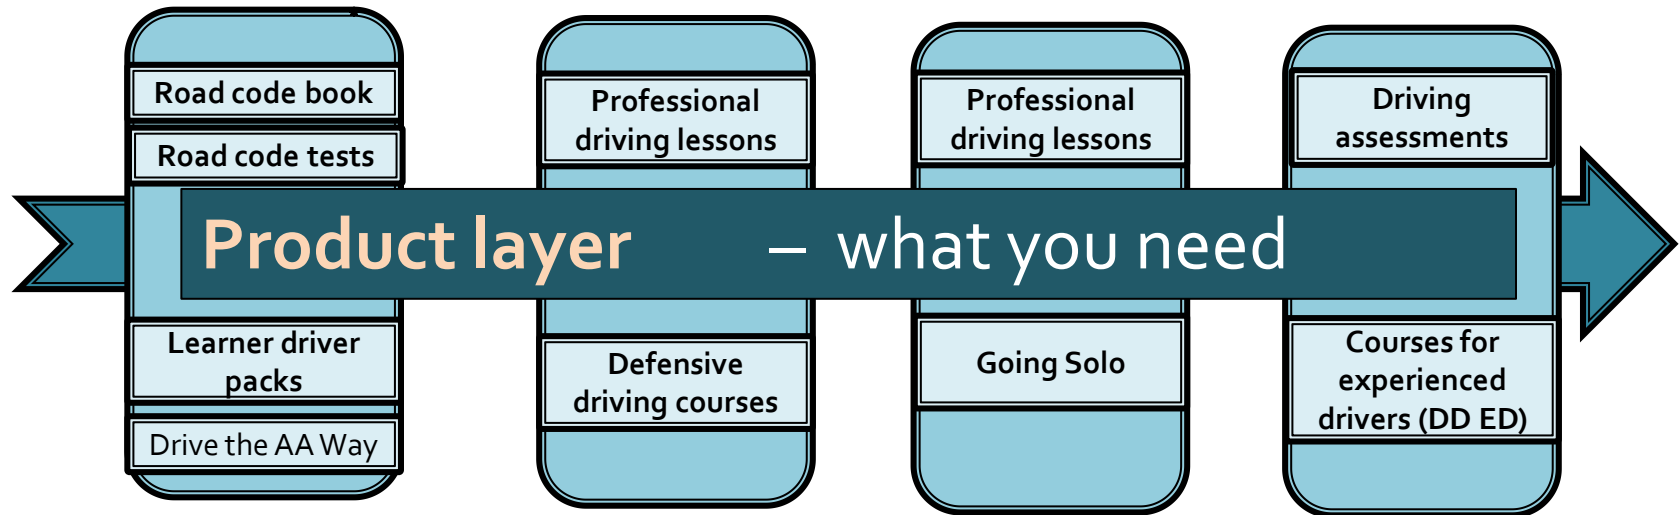 Road code book
Road code tests
Professional
driving lessons
Professional
driving lessons
Driving
assessments
Product layer – what you need
Learner driver
packs
Drive the AA Way
Defensive
driving courses
Going Solo
Courses for
experienced
drivers (DD ED)